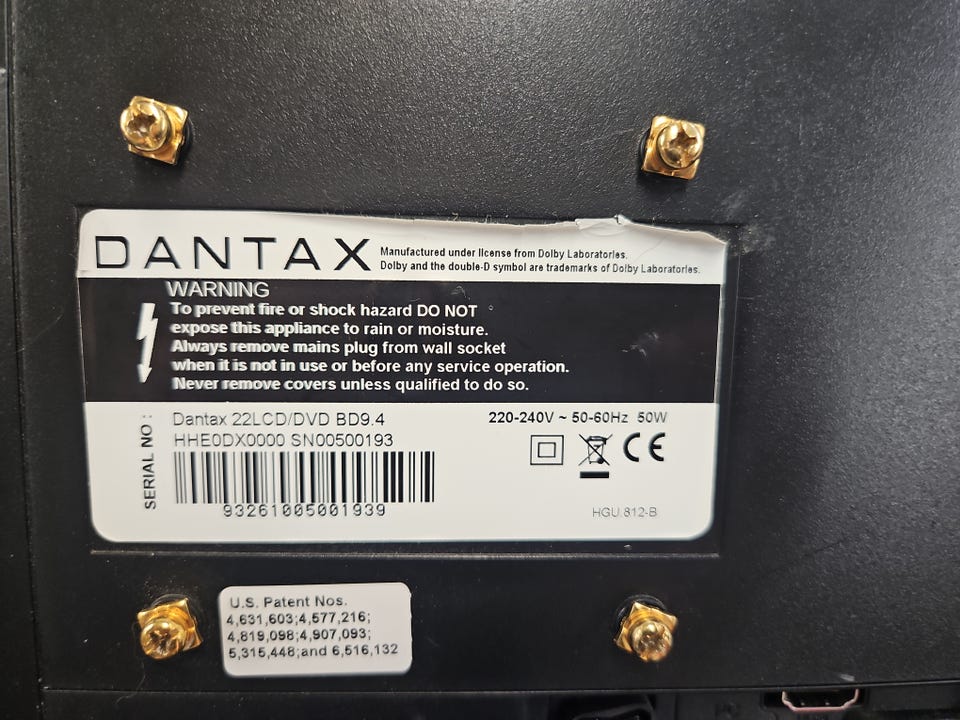 DANTAX
Manufactured under license from Dolby Laboratories.
Dolby and the double-D symbol are trademarks of Dolby Laboratories.
WARNING
To prevent fire or shock hazard DO NOT
expose this appliance to rain or moisture.
Always remove mains plug from wall socket
when it is not in use or before any service operation.
Never remove covers unless qualified to do so.
SERIAL NO :
Dantax 22LCD/DVD BD9.4
HHE0DX0000 SN00500193
93261005001939
220-240V ~ 50-60Hz 50W
CE
HGU.812-B
U.S. Patent Nos.
4,631,603;4,577,216;
4,819,098;4,907,093;
5,315,448;and 6,516,132